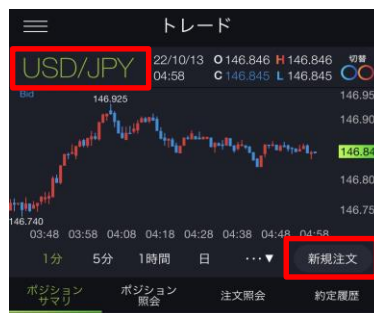 トレード
USD/JPY
22/10/13 O 146.846 H 146.846
04:58 C 146.845 L 146.845
切替
Bid
146.925
146.95
146.90
146.84
146.80
146.75
146.740
03:48 03:58 04:08 04:18 04:28 04:38 04:48 04:58
1分 5分 1時間 日 …▼ 新規注文
ポジション
サマリ
ポジション
照会
注文照会
約定履歴